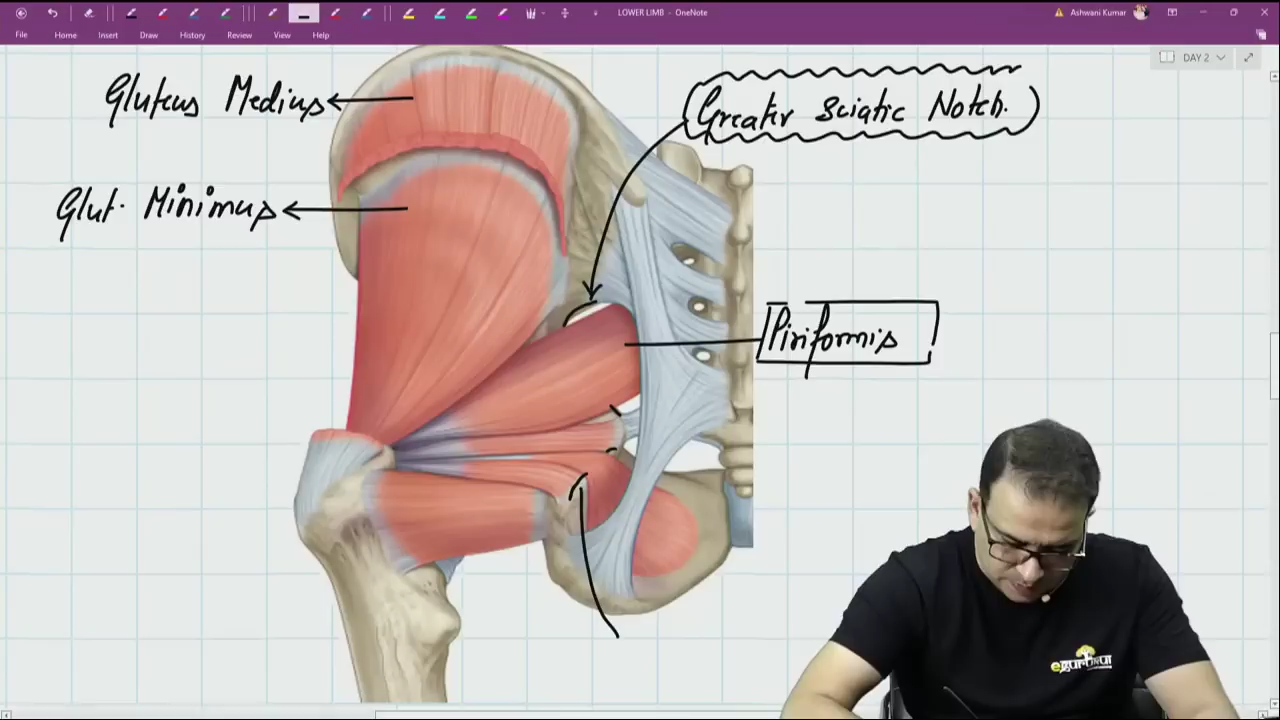 LOWER LIMB - OneNote
Ashwani Kumar
File Home Insert Draw History Review View Help
DAY 2
Gluteus Medius
Greater Sciatic Notch.
Glut. Minimus
Piriformis